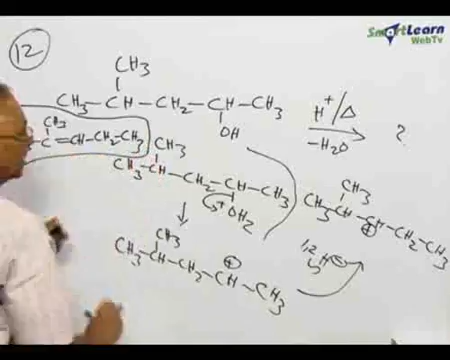 SmartLearn
WebTv
12
CH3
CH3-CH-CH2-CH-CH3
OH
H+/Δ
-H2O
?
CH3
C=CH-CH2-CH3
CH3
CH3-CH-CH2-CH-CH3
+OH2
CH3
CH3-CH-CH-CH2-CH3
+
1,2
CH3
CH3-CH-CH2-CH-CH3
+